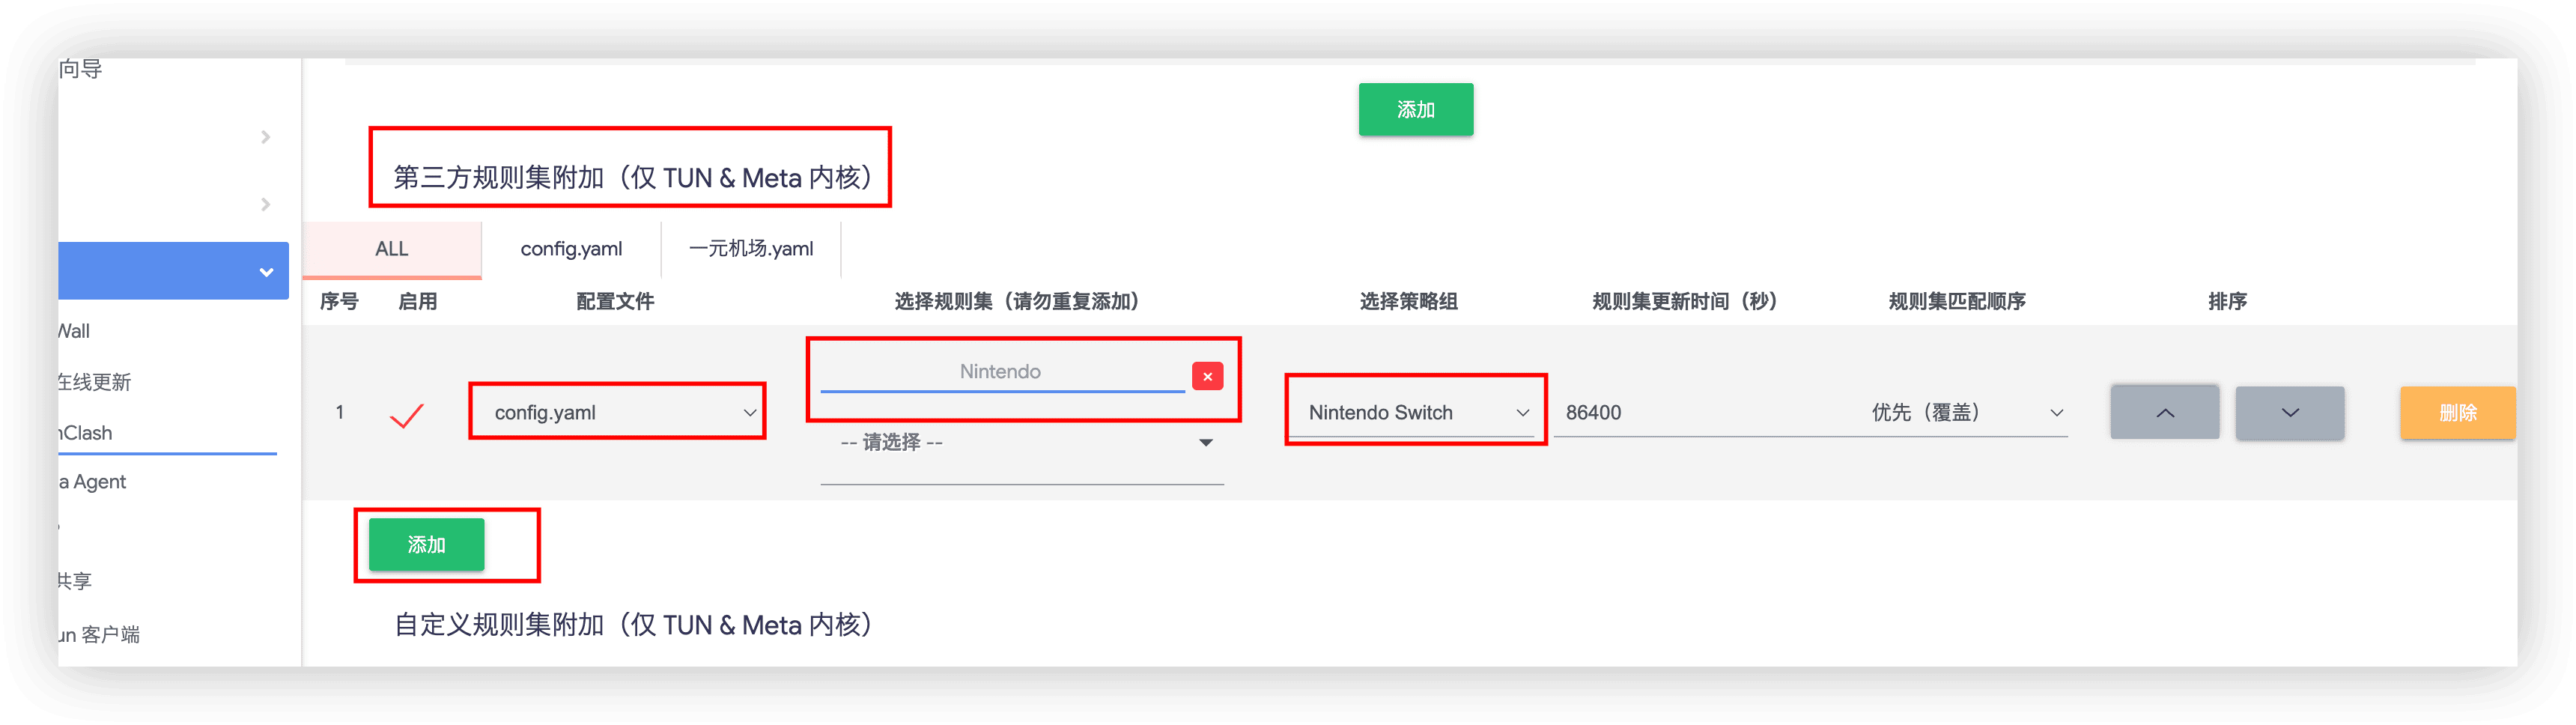 向导
添加
第三方规则集附加（仅 TUN & Meta 内核）
ALL config.yaml 一元机场.yaml
序号 启用 配置文件 选择规则集（请勿重复添加） 选择策略组 规则集更新时间（秒） 规则集匹配顺序 排序
Wall
在线更新
Nintendo
1 config.yaml Nintendo Switch 86400 优先（覆盖） 删除
nClash
-- 请选择 --
a Agent
添加
共享
自定义规则集附加（仅 TUN & Meta 内核）
un 客户端